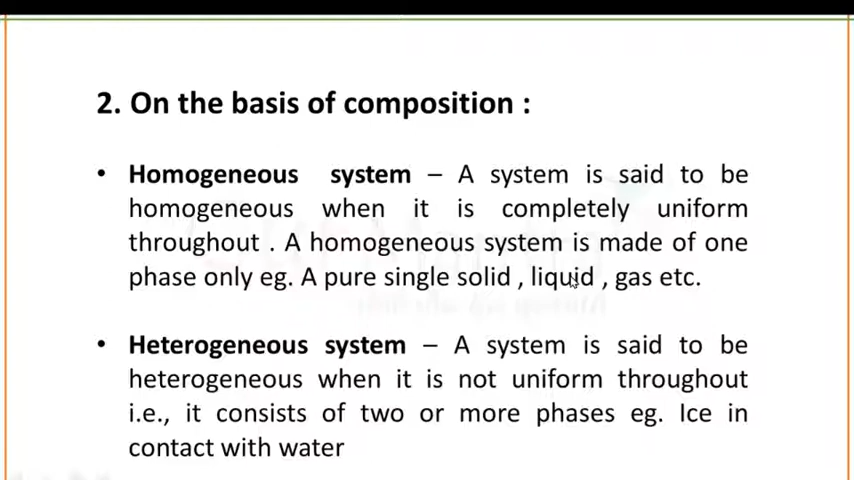 2. On the basis of composition :
• Homogeneous system – A system is said to be
homogeneous when it is completely uniform
throughout . A homogeneous system is made of one
phase only eg. A pure single solid , liquid , gas etc.
• Heterogeneous system – A system is said to be
heterogeneous when it is not uniform throughout
i.e., it consists of two or more phases eg. Ice in
contact with water